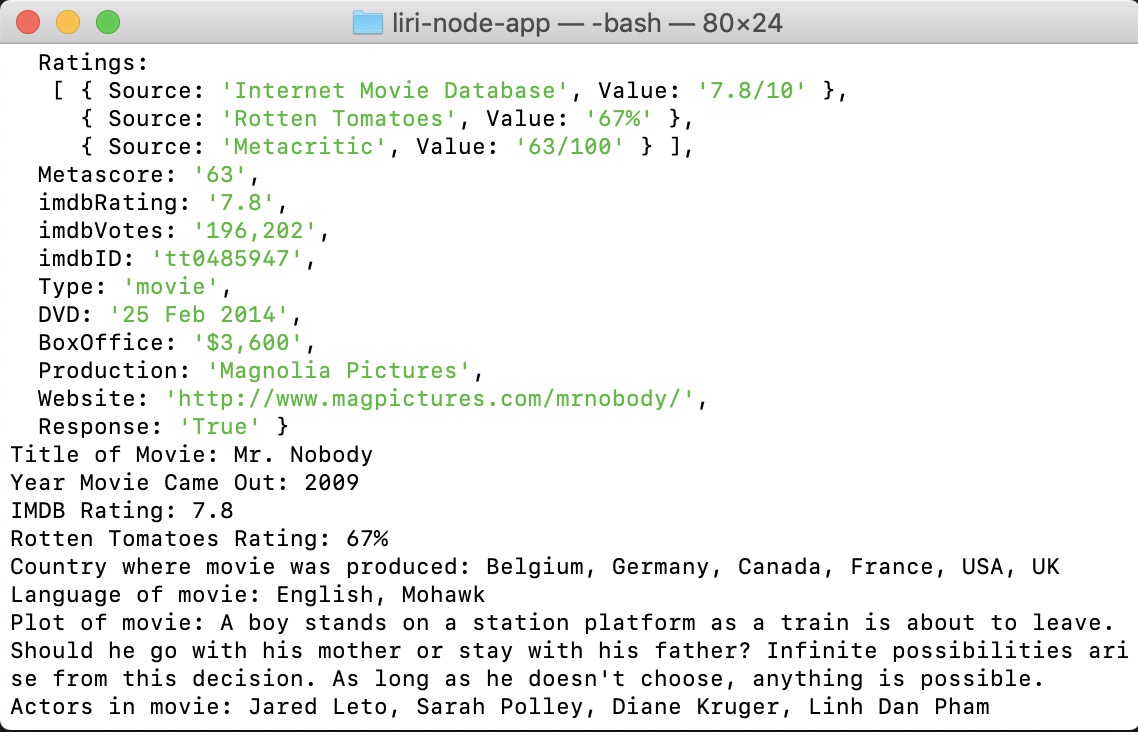 liri-node-app — -bash — 80×24
Ratings:
[ { Source: 'Internet Movie Database', Value: '7.8/10' },
{ Source: 'Rotten Tomatoes', Value: '67%' },
{ Source: 'Metacritic', Value: '63/100' } ],
Metascore: '63',
imdbRating: '7.8',
imdbVotes: '196,202',
imdbID: 'tt0485947',
Type: 'movie',
DVD: '25 Feb 2014',
BoxOffice: '$3,600',
Production: 'Magnolia Pictures',
Website: 'http://www.magpictures.com/mrnobody/',
Response: 'True' }
Title of Movie: Mr. Nobody
Year Movie Came Out: 2009
IMDB Rating: 7.8
Rotten Tomatoes Rating: 67%
Country where movie was produced: Belgium, Germany, Canada, France, USA, UK
Language of movie: English, Mohawk
Plot of movie: A boy stands on a station platform as a train is about to leave.
Should he go with his mother or stay with his father? Infinite possibilities ari
se from this decision. As long as he doesn't choose, anything is possible.
Actors in movie: Jared Leto, Sarah Polley, Diane Kruger, Linh Dan Pham